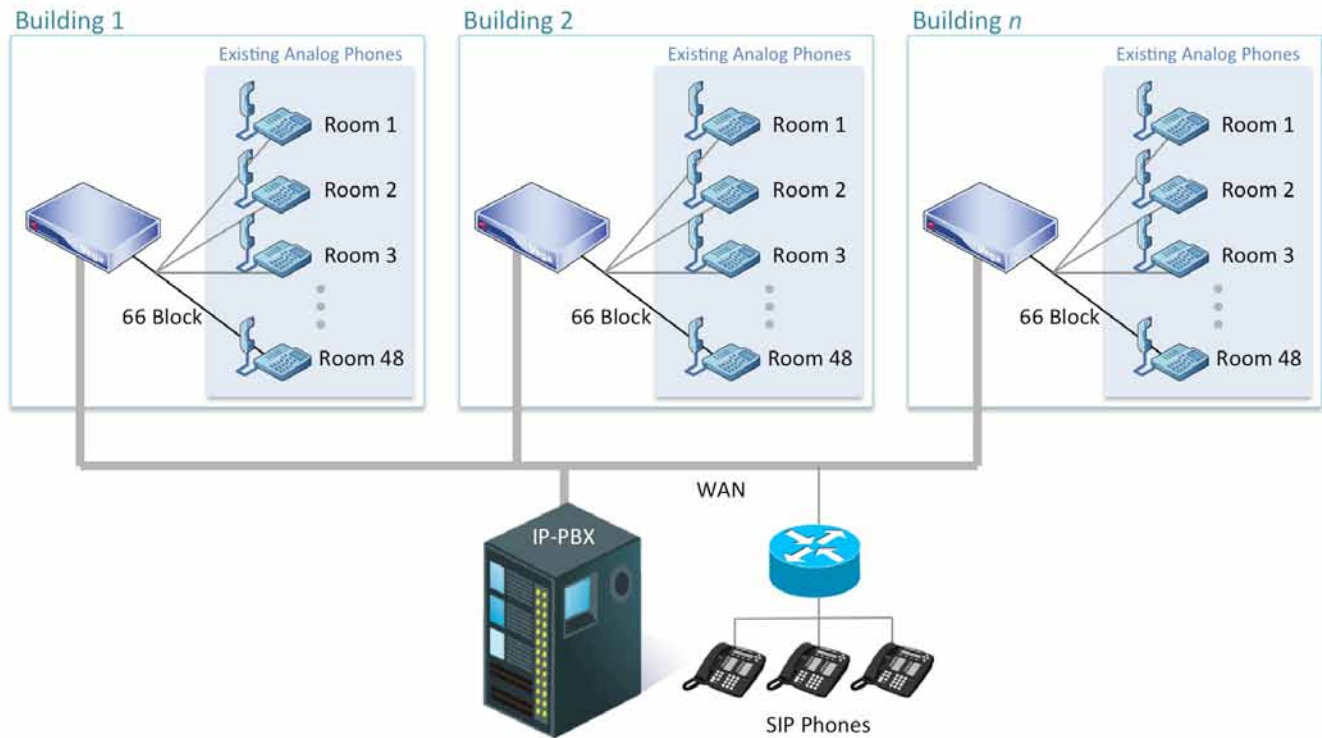 Building 1
Existing Analog Phones
Room 1
Room 2
Room 3
66 Block
Room 48
Building 2
Existing Analog Phones
Room 1
Room 2
Room 3
66 Block
Room 48
Building n
Existing Analog Phones
Room 1
Room 2
Room 3
66 Block
Room 48
WAN
IP-PBX
SIP Phones